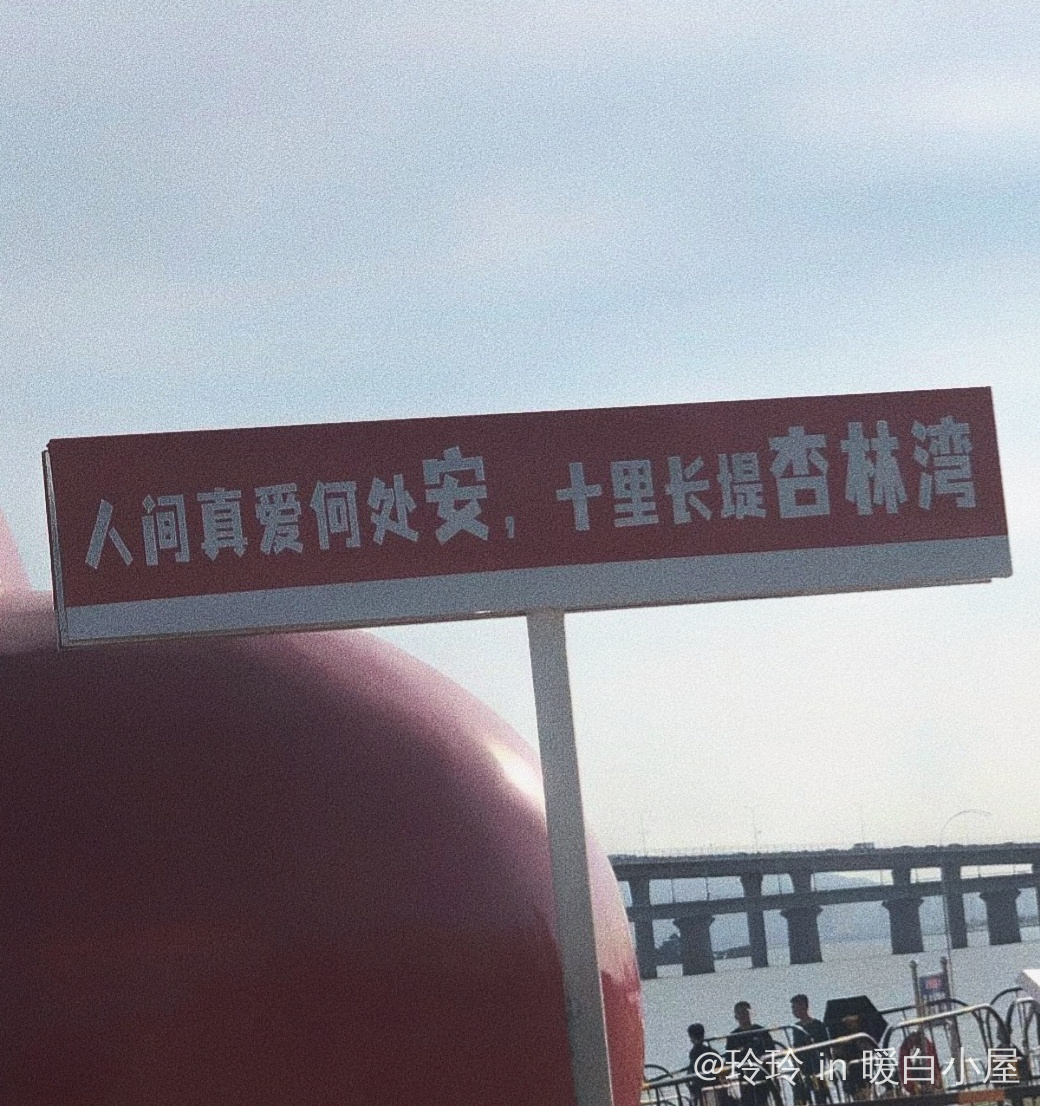 人间真爱何处安，十里长堤杏林湾
@玲玲 in 暖白小屋